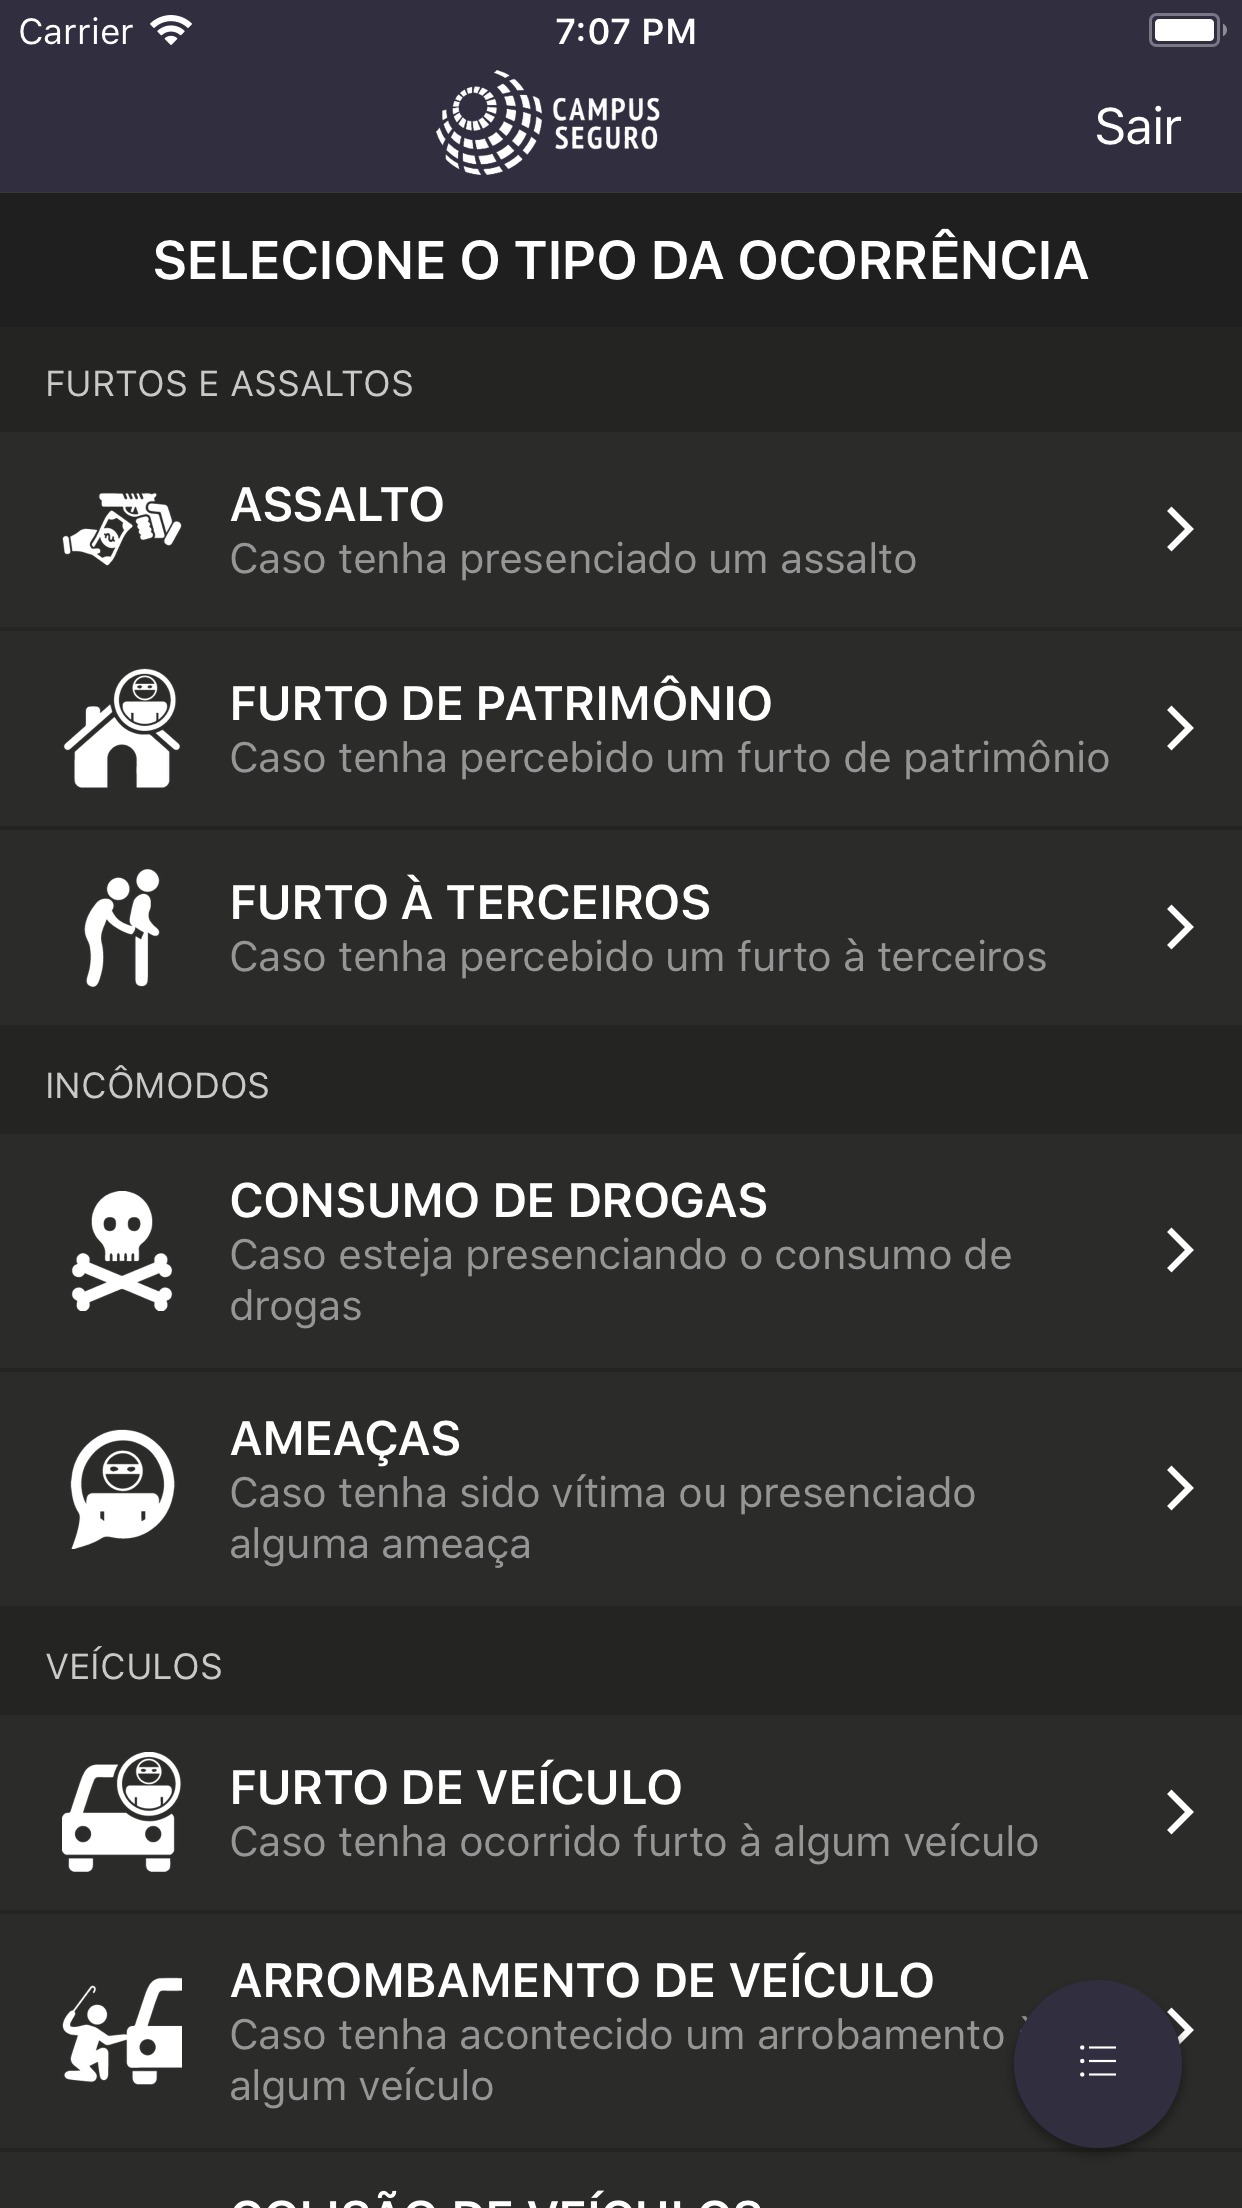 Carrier
7:07 PM
CAMPUS
SEGURO
Sair
SELECIONE O TIPO DA OCORRÊNCIA
FURTOS E ASSALTOS
ASSALTO
Caso tenha presenciado um assalto
FURTO DE PATRIMÔNIO
Caso tenha percebido um furto de patrimônio
FURTO À TERCEIROS
Caso tenha percebido um furto à terceiros
INCÔMODOS
CONSUMO DE DROGAS
Caso esteja presenciando o consumo de
drogas
AMEAÇAS
Caso tenha sido vítima ou presenciado
alguma ameaça
VEÍCULOS
FURTO DE VEÍCULO
Caso tenha ocorrido furto à algum veículo
ARROMBAMENTO DE VEÍCULO
Caso tenha acontecido um arrobamento
algum veículo
COLISÃO DE VEÍCULOS